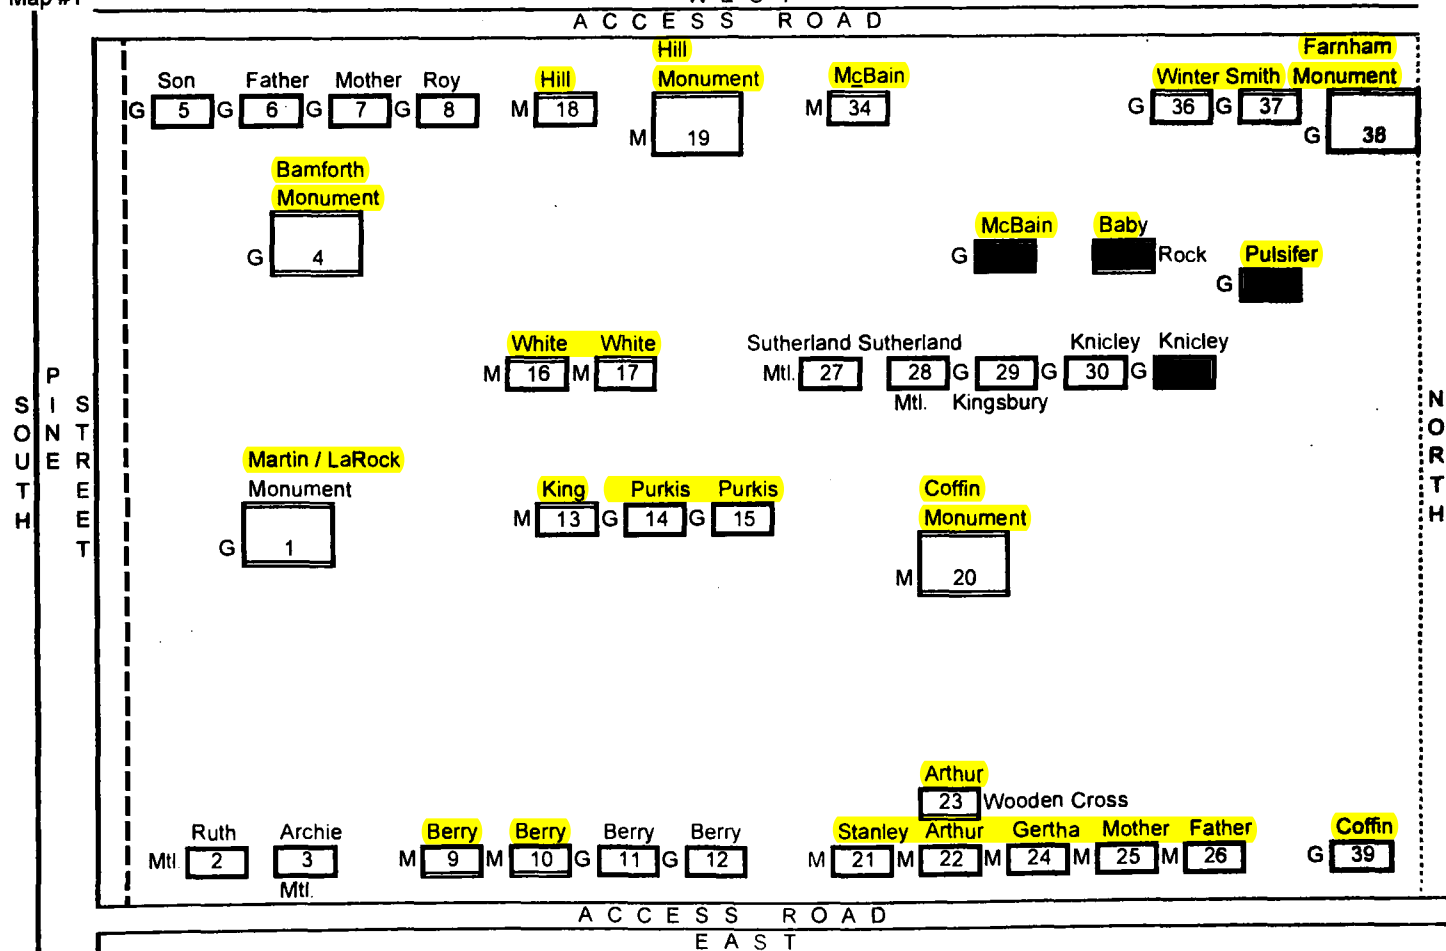 Map #1
WEST
ACCESS ROAD
Hill
Farnham
Son Father Mother Roy Hill Monument McBain Winter Smith Monument
G 5 G 6 G 7 G 8 M 18 M 19 M 34 G 36 G 37 G 38
Bamforth
Monument
G 4
McBain Baby
G Rock Pulsifer
G
White White Sutherland Sutherland Knicley Knicley
M 16 M 17 Mtl. 27 28 G 29 G 30 G
Mtl. Kingsbury
SOUTH
PINE
STREET
NORTH
Martin / LaRock
Monument King Purkis Purkis Coffin
M 13 G 14 G 15 Monument
G 1
M 20
Arthur
23 Wooden Cross
Ruth Archie Berry Berry Berry Berry Stanley Arthur Gertha Mother Father Coffin
Mtl. 2 3 M 9 M 10 G 11 G 12 M 21 M 22 M 24 M 25 M 26 G 39
Mtl.
ACCESS ROAD
EAST